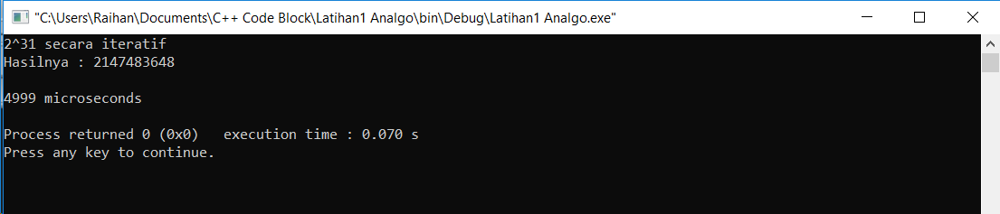 "C:\Users\Raihan\Documents\C++ Code Block\Latihan1 Analgo\bin\Debug\Latihan1 Analgo.exe"
2^31 secara iteratif
Hasilnya : 2147483648
4999 microseconds
Process returned 0 (0x0)   execution time : 0.070 s
Press any key to continue.